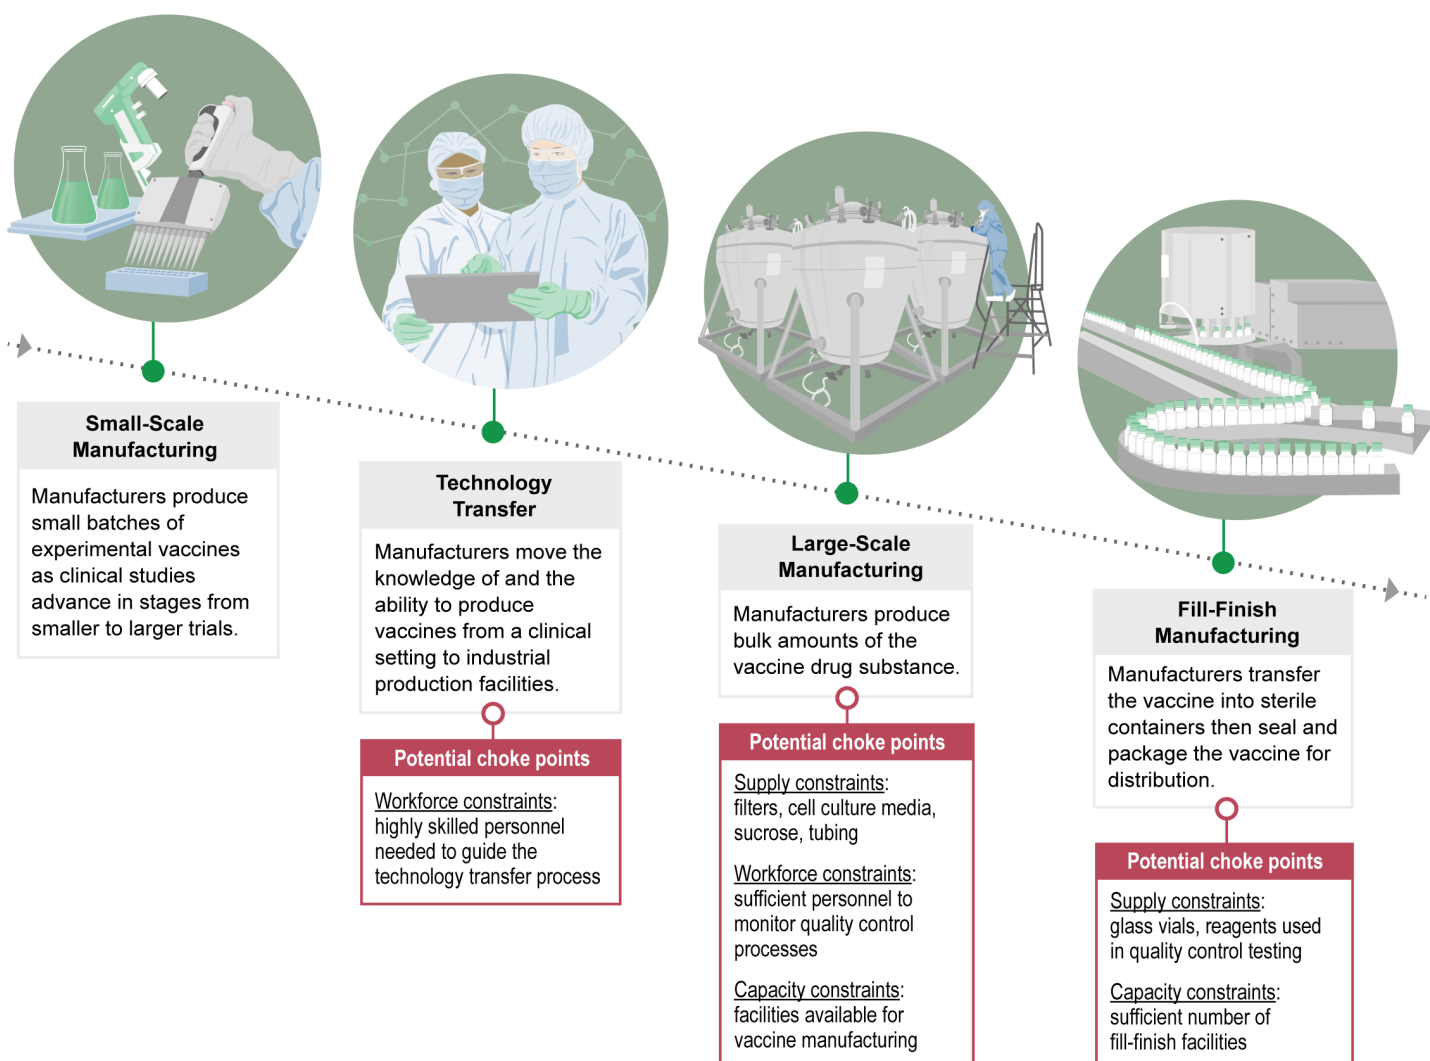 Small-Scale
Manufacturing
Manufacturers produce
small batches of
experimental vaccines
as clinical studies
advance in stages from
smaller to larger trials.
Technology
Transfer
Manufacturers move the
knowledge of and the
ability to produce
vaccines from a clinical
setting to industrial
production facilities.
Potential choke points
Workforce constraints:
highly skilled personnel
needed to guide the
technology transfer process
Large-Scale
Manufacturing
Manufacturers produce
bulk amounts of the
vaccine drug substance.
Potential choke points
Supply constraints:
filters, cell culture media,
sucrose, tubing
Workforce constraints:
sufficient personnel to
monitor quality control
processes
Capacity constraints:
facilities available for
vaccine manufacturing
Fill-Finish
Manufacturing
Manufacturers transfer
the vaccine into sterile
containers then seal and
package the vaccine for
distribution.
Potential choke points
Supply constraints:
glass vials, reagents used
in quality control testing
Capacity constraints:
sufficient number of
fill-finish facilities